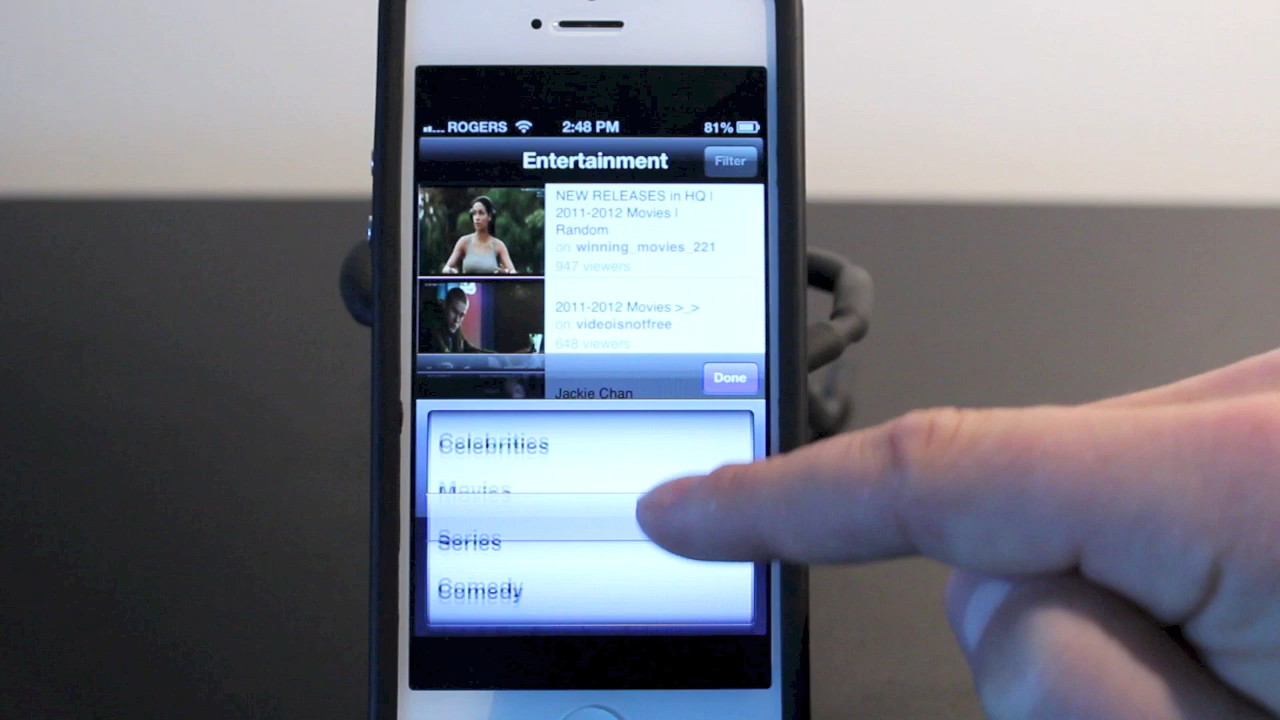 ROGERS 2:48 PM 81%
Entertainment Filter
NEW RELEASES in HQ |
2011-2012 Movies |
Random
on winning_movies_221
947 viewers
2011-2012 Movies >_>
on videoisnotfree
648 viewers
Done
Jackie Chan
Celebrities
Movies
Series
Comedy